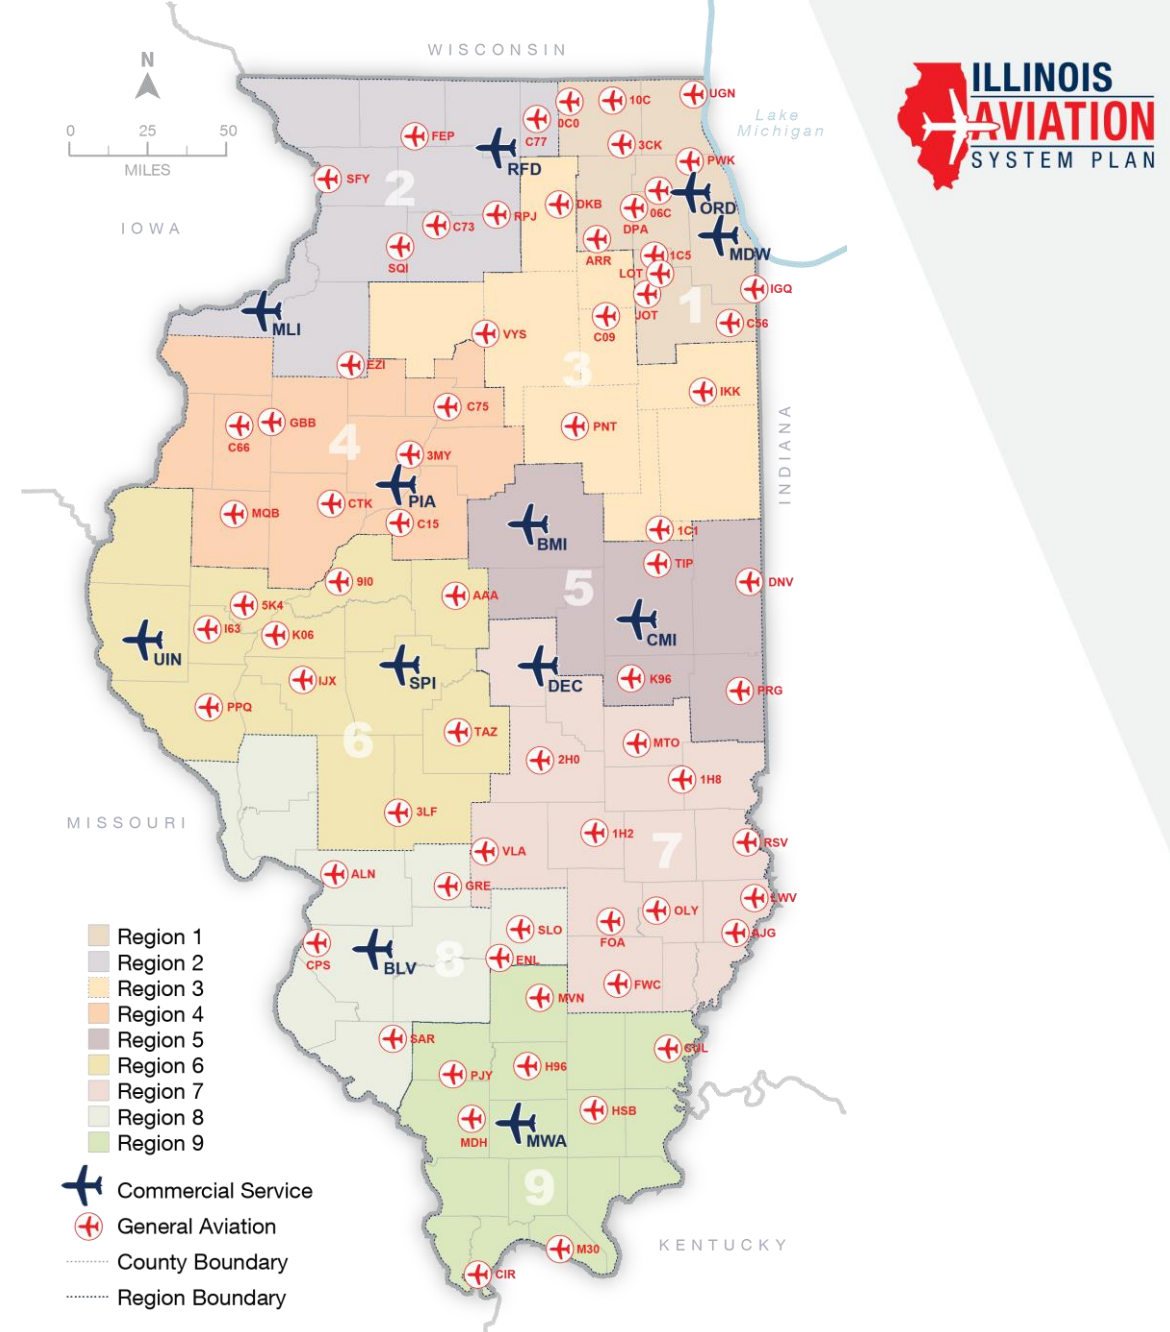 WISCONSIN
N
0 25 50
MILES
IOWA
Lake
Michigan
ILLINOIS
AVIATION
SYSTEM PLAN
UGN
10C
0C0
C77
FEP
3CK
RFD
PWK
SFY
2
ORD
06C
DKB
DPA
RPJ
C73
ARR
MDW
SQI
1C5
LOT
IGQ
1
JOT
C56
C09
MLI
VYS
EZI
3
IKK
C75
GBB
C66
4
PNT
3MY
INDIANA
PIA
CTK
MQB
C15
BMI
1C1
TIP
DNV
9I0
5
AAA
5K4
I63
K06
CMI
UIN
SPI
DEC
IJX
K96
PRG
PPQ
TAZ
6
MTO
2H0
1H8
3LF
MISSOURI
1H2
RSV
VLA
7
ALN
GRE
LWV
OLY
FOA
AJG
SLO
CPS
BLV
8
ENL
FWC
MVN
SAR
CUL
H96
PJY
HSB
MDH
MWA
9
M30
CIR
KENTUCKY
Region 1
Region 2
Region 3
Region 4
Region 5
Region 6
Region 7
Region 8
Region 9
Commercial Service
General Aviation
County Boundary
Region Boundary